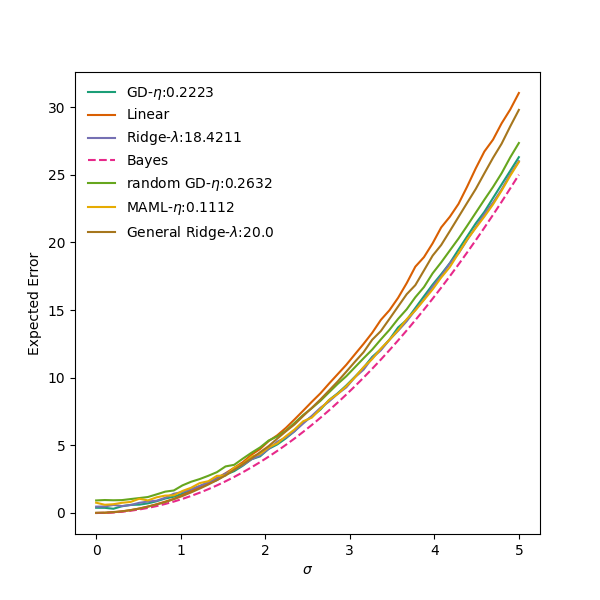 GD-η:0.2223
Linear
Ridge-λ:18.4211
Bayes
random GD-η:0.2632
MAML-η:0.1112
General Ridge-λ:20.0
Expected Error
30
25
20
15
10
5
0
0 1 2 3 4 5
σ